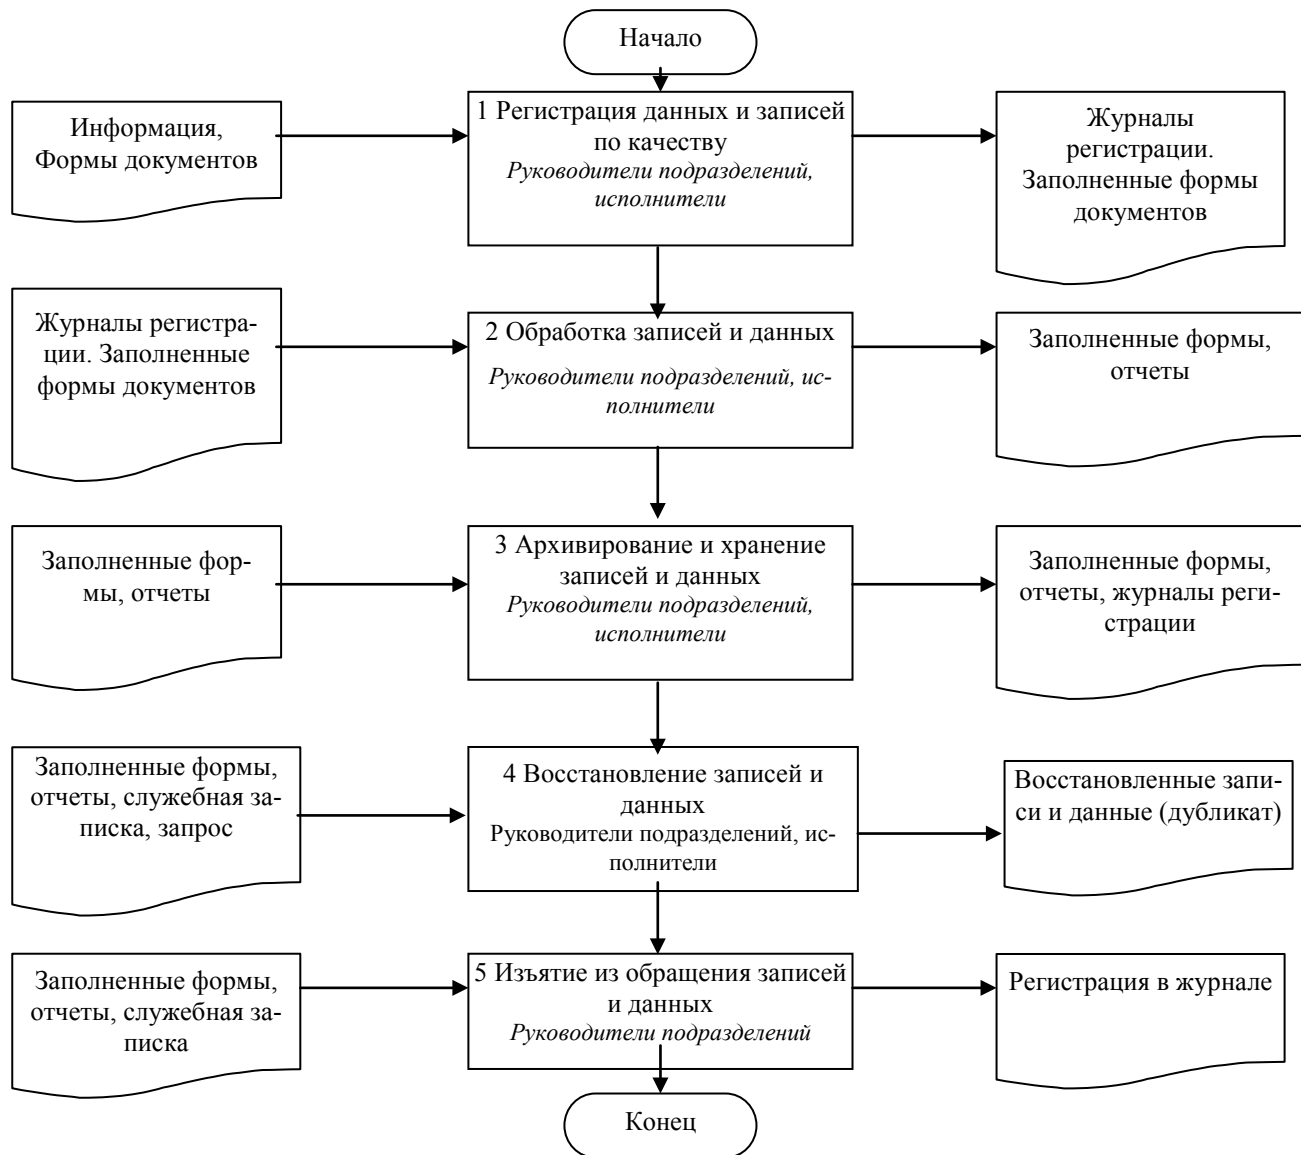 Начало
Информация,
Формы документов
1 Регистрация данных и записей
по качеству
Руководители подразделений,
исполнители
Журналы
регистрации.
Заполненные формы
документов
Журналы регистра-
ции. Заполненные
формы документов
2 Обработка записей и данных
Руководители подразделений, ис-
полнители
Заполненные формы,
отчеты
Заполненные фор-
мы, отчеты
3 Архивирование и хранение
записей и данных
Руководители подразделений,
исполнители
Заполненные формы,
отчеты, журналы реги-
страции
Заполненные формы,
отчеты, служебная за-
писка, запрос
4 Восстановление записей и
данных
Руководители подразделений, ис-
полнители
Восстановленные запи-
си и данные (дубликат)
Заполненные формы,
отчеты, служебная за-
писка
5 Изъятие из обращения записей
и данных
Руководители подразделений
Регистрация в журнале
Конец